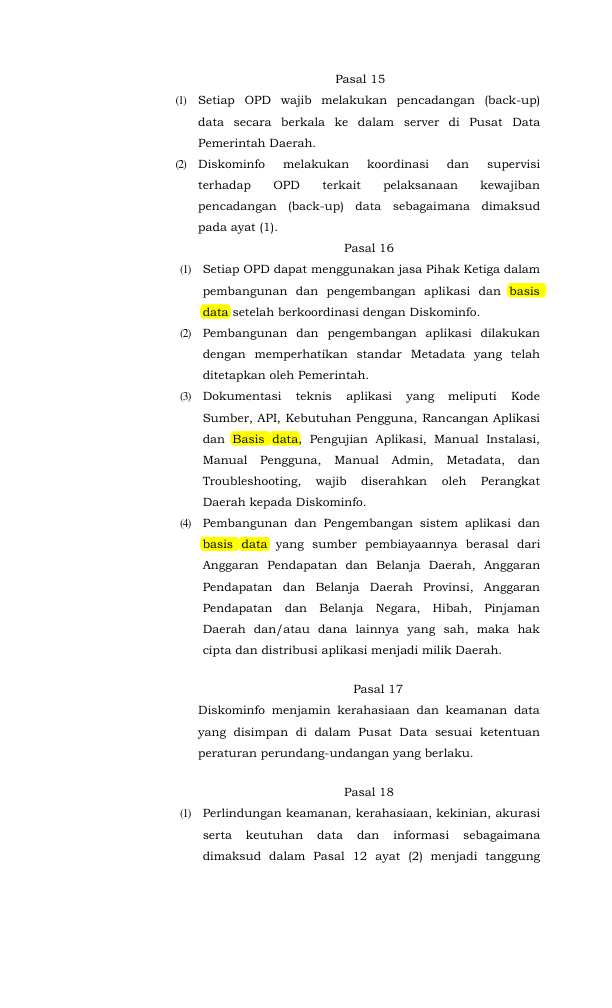 Pasal 15
(1) Setiap OPD wajib melakukan pencadangan (back-up)
data secara berkala ke dalam server di Pusat Data
Pemerintah Daerah.
(2) Diskominfo melakukan koordinasi dan supervisi
terhadap OPD terkait pelaksanaan kewajiban
pencadangan (back-up) data sebagaimana dimaksud
pada ayat (1).
Pasal 16
(1) Setiap OPD dapat menggunakan jasa Pihak Ketiga dalam
pembangunan dan pengembangan aplikasi dan basis
data setelah berkoordinasi dengan Diskominfo.
(2) Pembangunan dan pengembangan aplikasi dilakukan
dengan memperhatikan standar Metadata yang telah
ditetapkan oleh Pemerintah.
(3) Dokumentasi teknis aplikasi yang meliputi Kode
Sumber, API, Kebutuhan Pengguna, Rancangan Aplikasi
dan Basis data, Pengujian Aplikasi, Manual Instalasi,
Manual Pengguna, Manual Admin, Metadata, dan
Troubleshooting, wajib diserahkan oleh Perangkat
Daerah kepada Diskominfo.
(4) Pembangunan dan Pengembangan sistem aplikasi dan
basis data yang sumber pembiayaannya berasal dari
Anggaran Pendapatan dan Belanja Daerah, Anggaran
Pendapatan dan Belanja Daerah Provinsi, Anggaran
Pendapatan dan Belanja Negara, Hibah, Pinjaman
Daerah dan/atau dana lainnya yang sah, maka hak
cipta dan distribusi aplikasi menjadi milik Daerah.
Pasal 17
Diskominfo menjamin kerahasiaan dan keamanan data
yang disimpan di dalam Pusat Data sesuai ketentuan
peraturan perundang-undangan yang berlaku.
Pasal 18
(1) Perlindungan keamanan, kerahasiaan, kekinian, akurasi
serta keutuhan data dan informasi sebagaimana
dimaksud dalam Pasal 12 ayat (2) menjadi tanggung